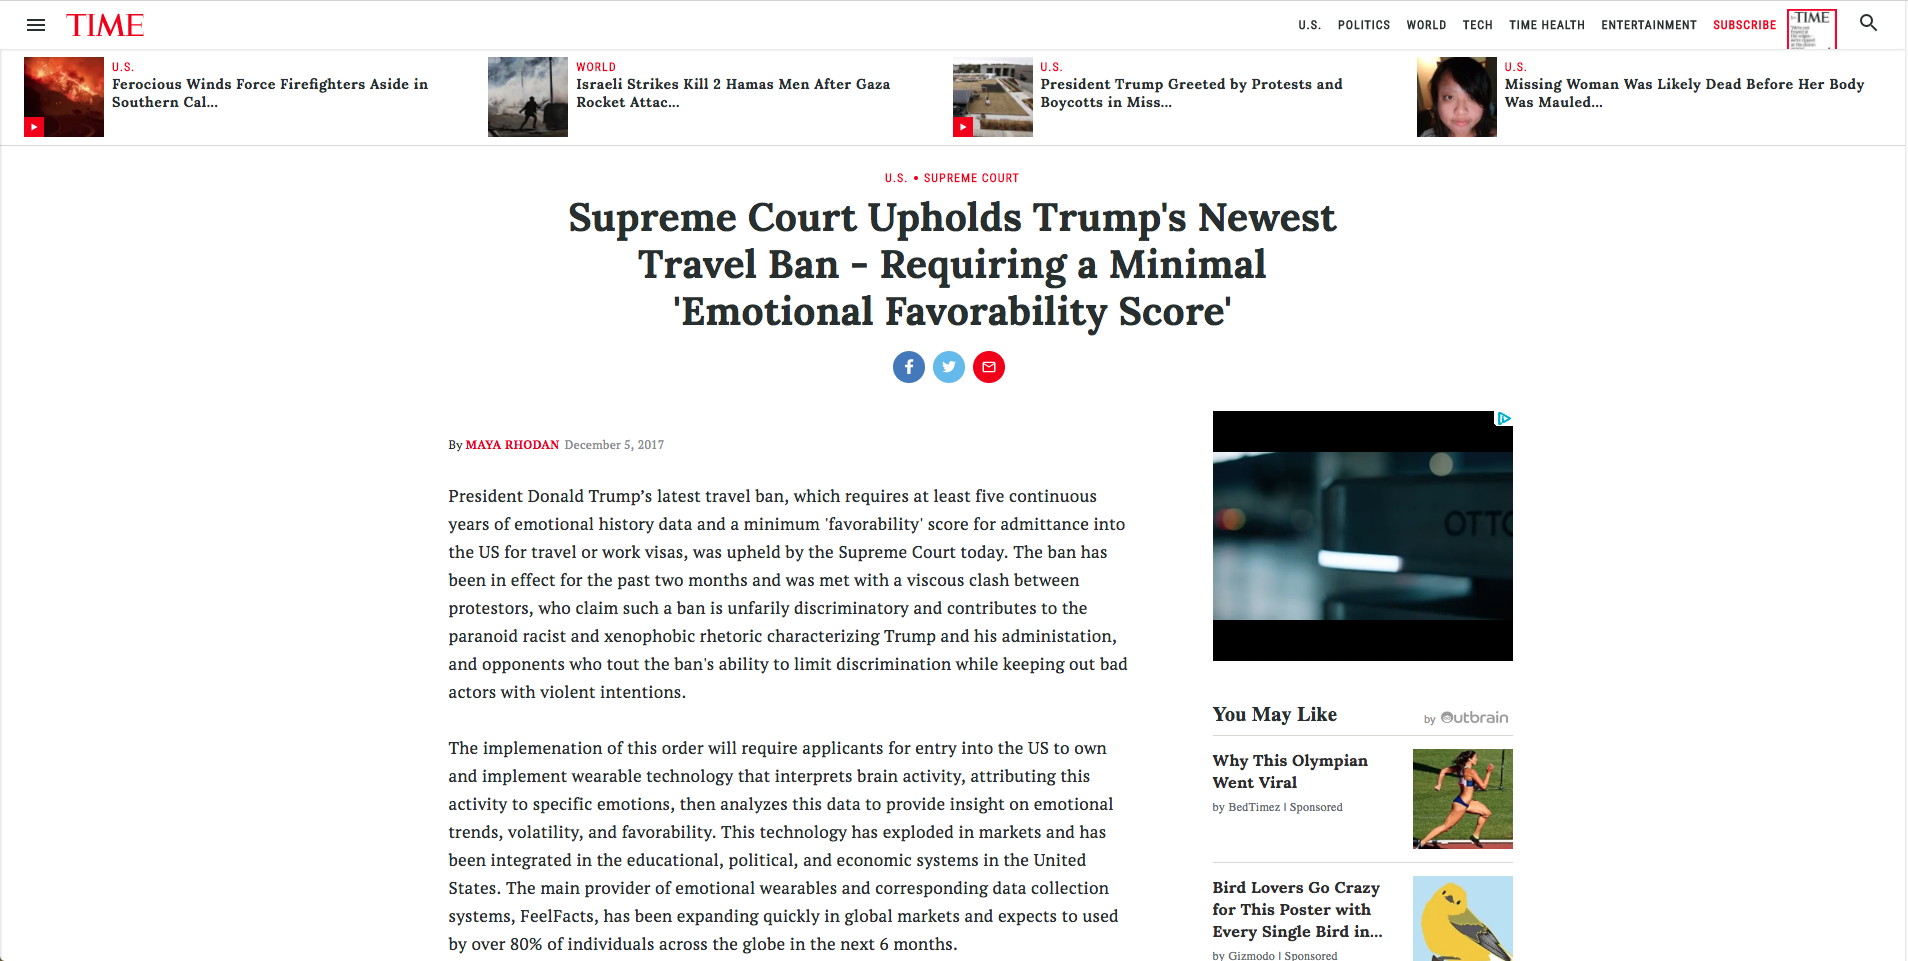 TIME
U.S. POLITICS WORLD TECH TIME HEALTH ENTERTAINMENT SUBSCRIBE
TIME
U.S.
Ferocious Winds Force Firefighters Aside in
Southern Cal...
WORLD
Israeli Strikes Kill 2 Hamas Men After Gaza
Rocket Attac...
U.S.
President Trump Greeted by Protests and
Boycotts in Miss...
U.S.
Missing Woman Was Likely Dead Before Her Body
Was Mauled...
U.S. • SUPREME COURT
Supreme Court Upholds Trump's Newest
Travel Ban - Requiring a Minimal
'Emotional Favorability Score'
By MAYA RHODAN December 5, 2017
President Donald Trump’s latest travel ban, which requires at least five continuous
years of emotional history data and a minimum 'favorability' score for admittance into
the US for travel or work visas, was upheld by the Supreme Court today. The ban has
been in effect for the past two months and was met with a viscous clash between
protestors, who claim such a ban is unfarily discriminatory and contributes to the
paranoid racist and xenophobic rhetoric characterizing Trump and his administation,
and opponents who tout the ban's ability to limit discrimination while keeping out bad
actors with violent intentions.
The implemenation of this order will require applicants for entry into the US to own
and implement wearable technology that interprets brain activity, attributing this
activity to specific emotions, then analyzes this data to provide insight on emotional
trends, volatility, and favorability. This technology has exploded in markets and has
been integrated in the educational, political, and economic systems in the United
States. The main provider of emotional wearables and corresponding data collection
systems, FeelFacts, has been expanding quickly in global markets and expects to used
by over 80% of individuals across the globe in the next 6 months.
OTTO
You May Like
by Outbrain
Why This Olympian
Went Viral
by BedTimez | Sponsored
Bird Lovers Go Crazy
for This Poster with
Every Single Bird in...
by Gizmodo | Sponsored